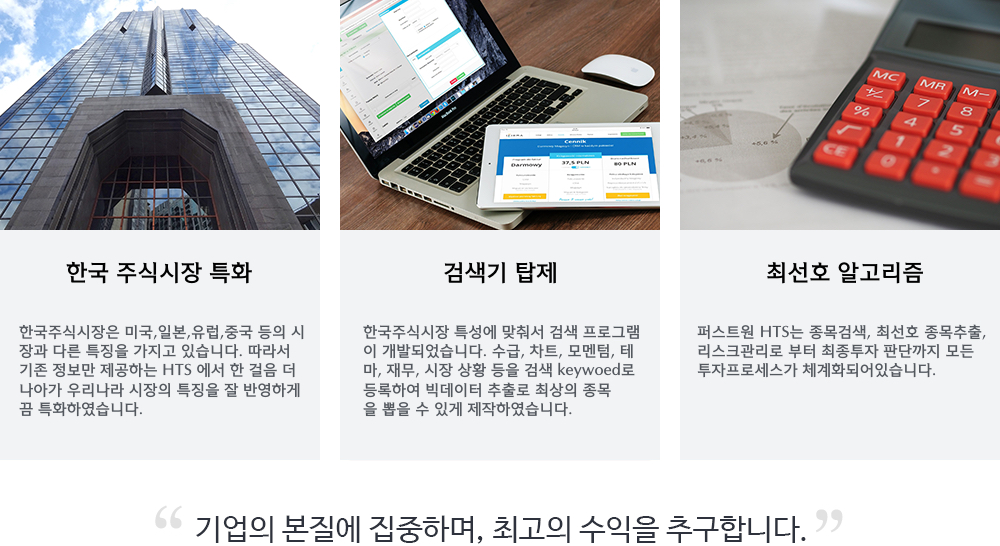 Cennik
Darmowy
37,5 PLN
80 PLN
MC
MR
M−
+/−
7
8
%
4
5
√
1
2
CE
0
한국 주식시장 특화
한국주식시장은 미국,일본,유럽,중국 등의 시
장과 다른 특징을 가지고 있습니다. 따라서
기존 정보만 제공하는 HTS 에서 한 걸음 더
나아가 우리나라 시장의 특징을 잘 반영하게
끔 특화하였습니다.
검색기 탑제
한국주식시장 특성에 맞춰서 검색 프로그램
이 개발되었습니다. 수급, 차트, 모멘텀, 테
마, 재무, 시장 상황 등을 검색 keywoed로
등록하여 빅데이터 추출로 최상의 종목
을 뽑을 수 있게 제작하였습니다.
최선호 알고리즘
퍼스트원 HTS는 종목검색, 최선호 종목추출,
리스크관리로 부터 최종투자 판단까지 모든
투자프로세스가 체계화되어있습니다.
“ 기업의 본질에 집중하며, 최고의 수익을 추구합니다. ”